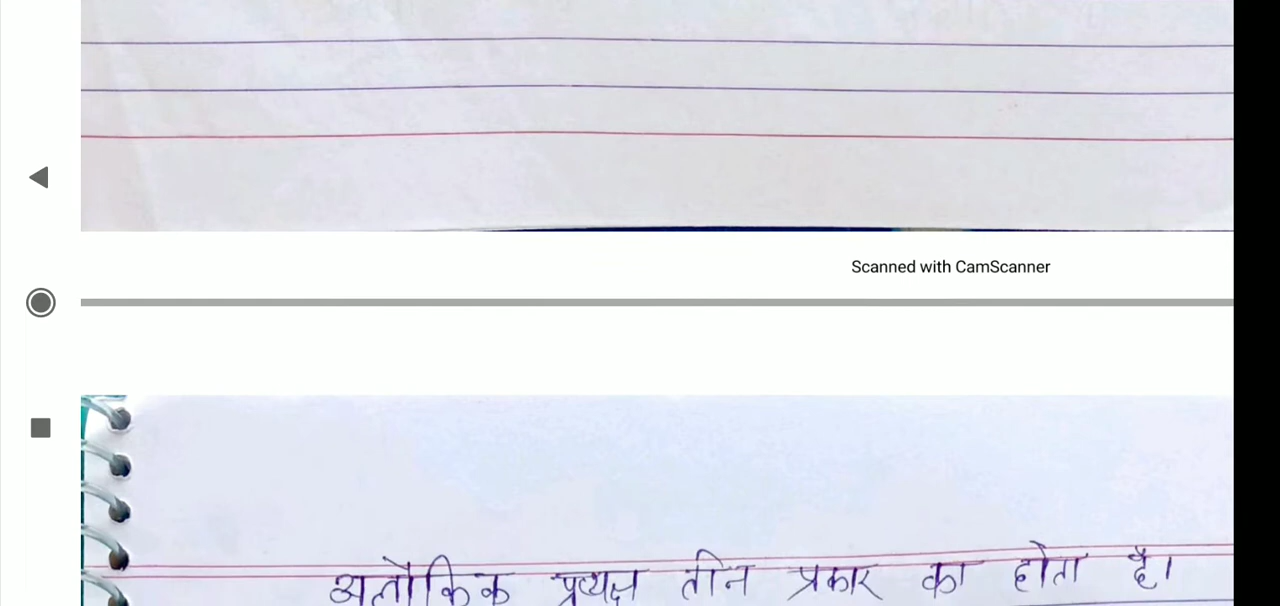 Scanned with CamScanner
अलौकिक प्रत्यक्ष तीन प्रकार का होता है।